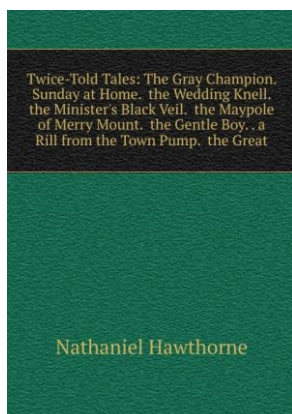 Twice-Told Tales: The Gray Champion.
Sunday at Home. the Wedding Knell.
the Minister's Black Veil. the Maypole
of Merry Mount. the Gentle Boy. . a
Rill from the Town Pump. the Great
Nathaniel Hawthorne